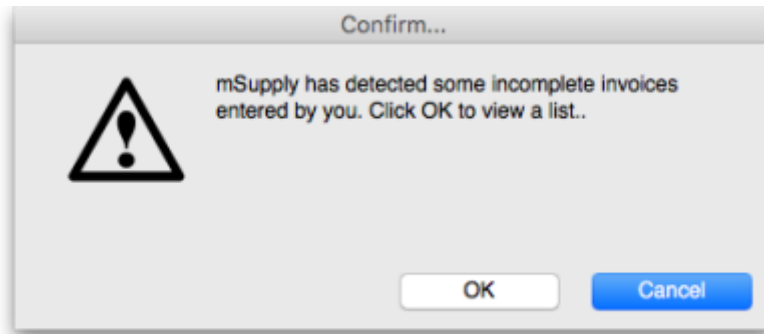 Confirm...
mSupply has detected some incomplete invoices
entered by you. Click OK to view a list..
OK
Cancel